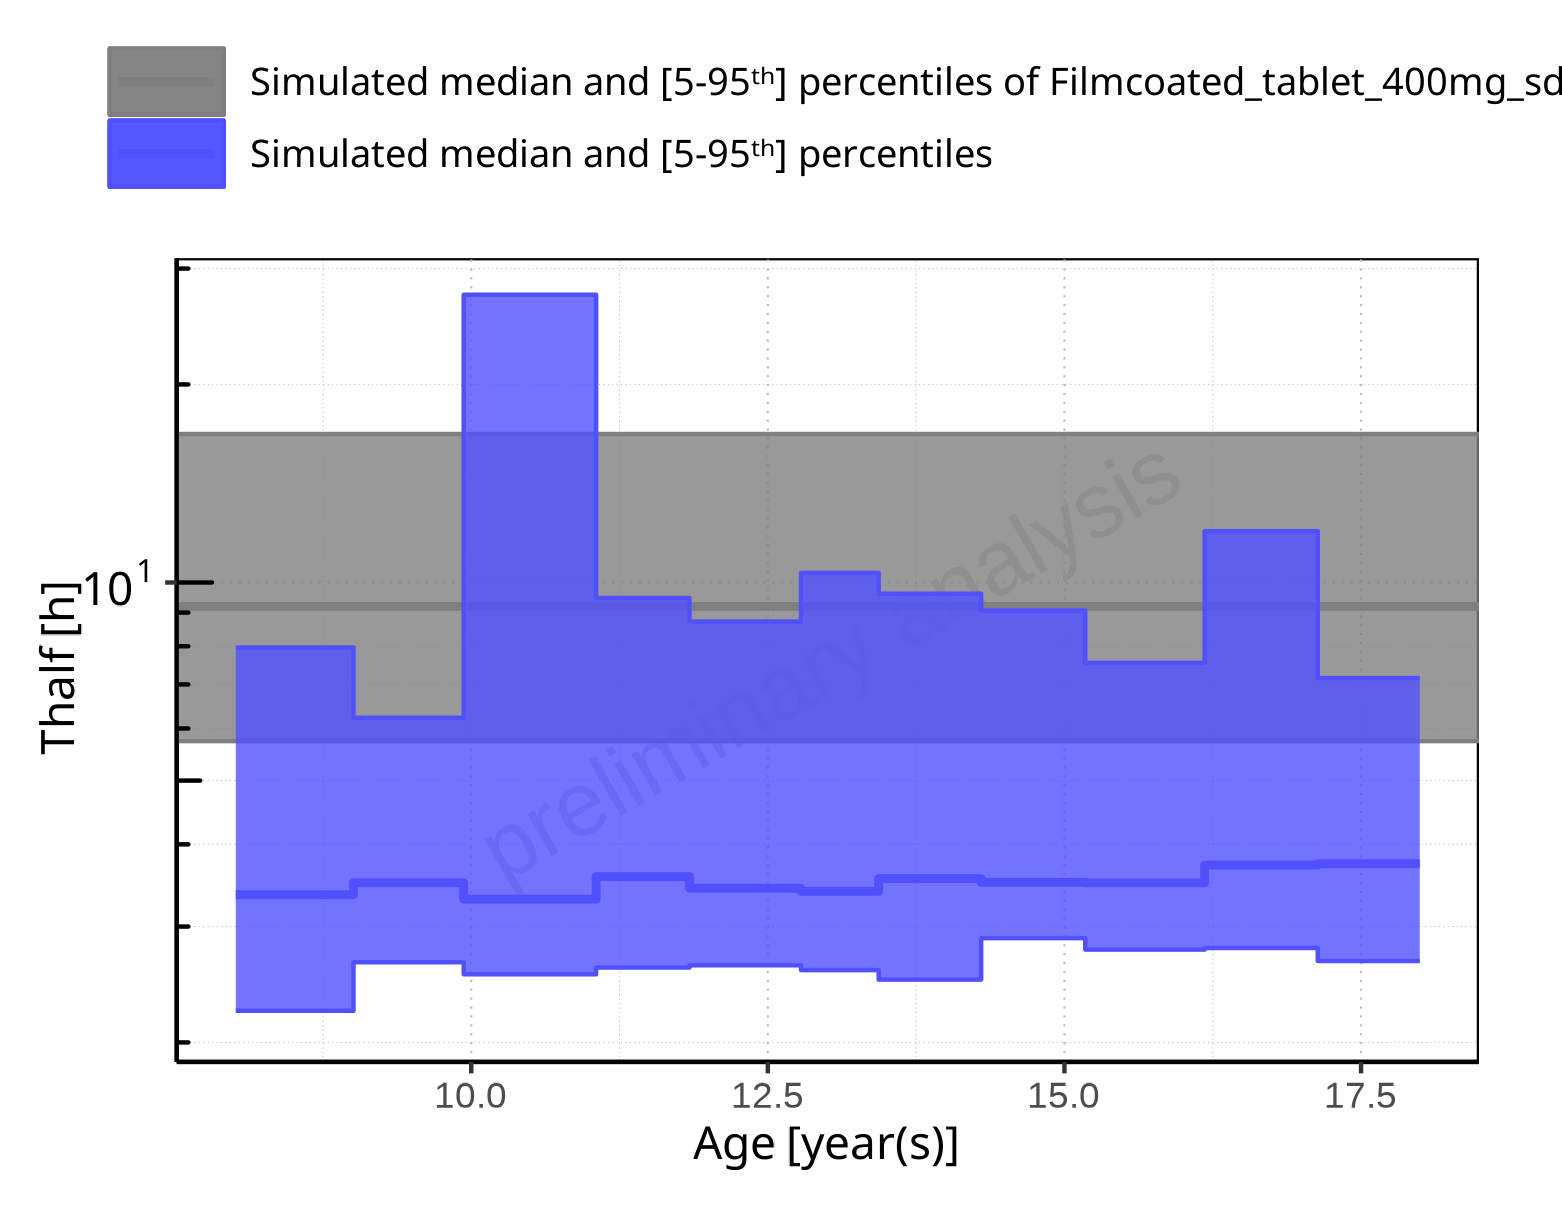 Simulated median and [5-95ᵗʰ] percentiles of Filmcoated_tablet_400mg_sd
Simulated median and [5-95ᵗʰ] percentiles
10¹
Thalf [h]
preliminary analysis
10.0 12.5 15.0 17.5
Age [year(s)]